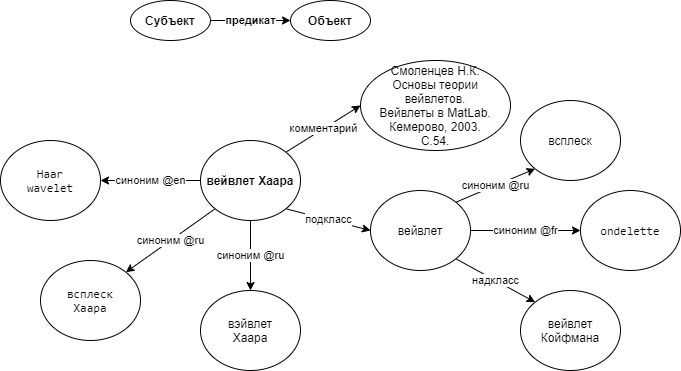 Субъект
предикат
Объект
Смоленцев Н.К.
Основы теории
вейвлетов.
Вейвлеты в MatLab.
Кемерово, 2003.
С.54.
комментарий
всплеск
Haar
wavelet
синоним @en
вейвлет Хаара
синоним @ru
подкласс
вейвлет
синоним @fr
ondelette
синоним @ru
синоним @ru
надкласс
всплеск
Хаара
вэйвлет
Хаара
вейвлет
Койфмана